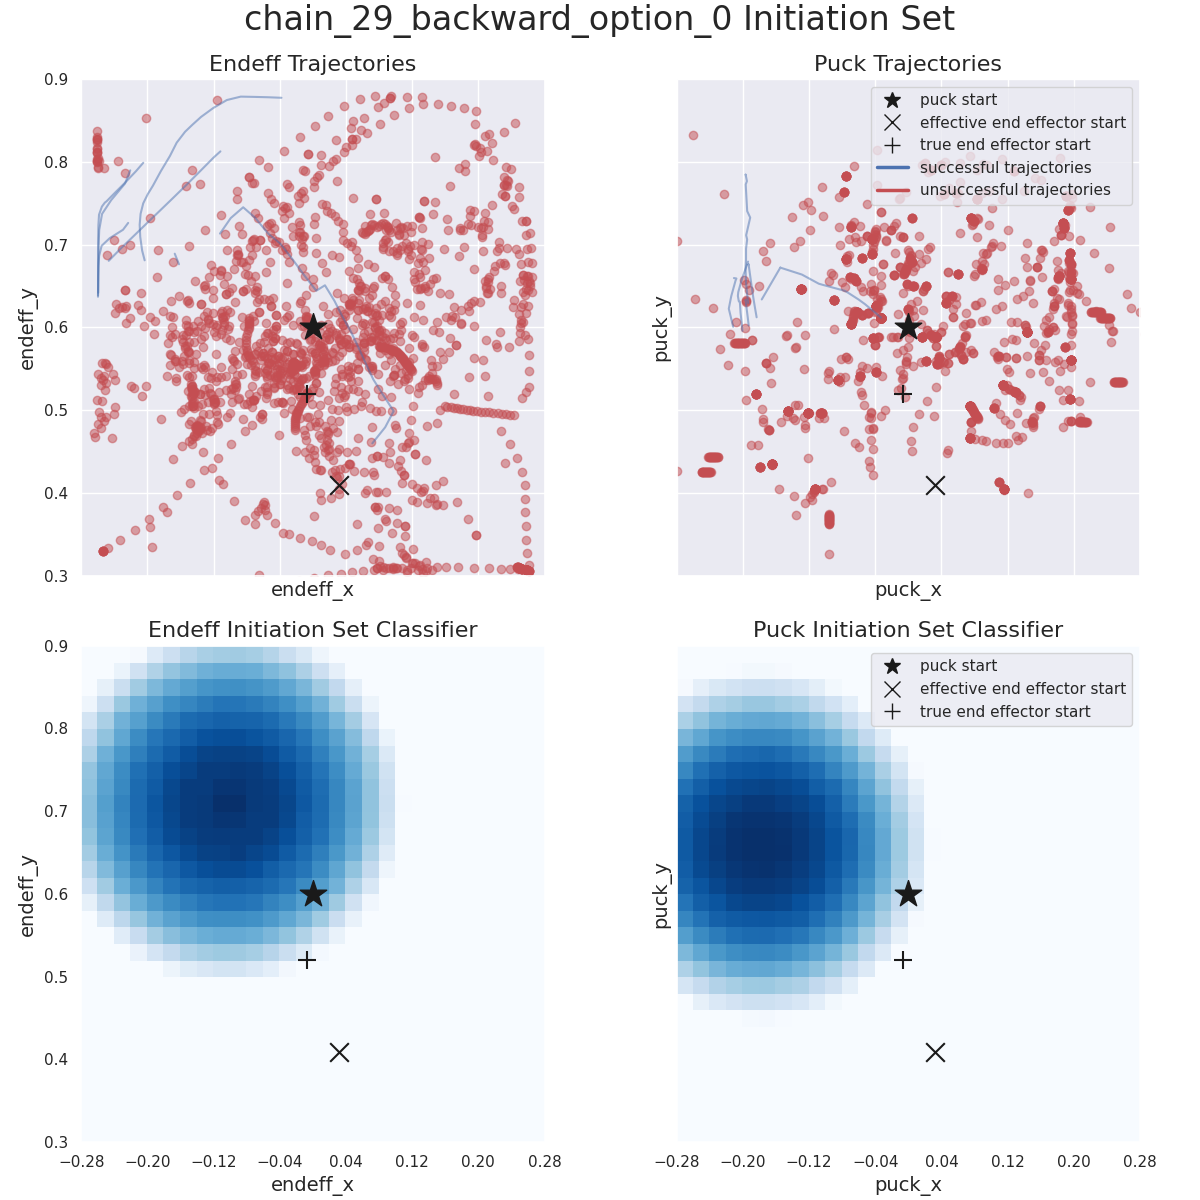 chain_29_backward_option_0 Initiation Set
Endeff Trajectories
0.9
0.8
0.7
0.6
0.5
0.4
0.3
endeff_y
endeff_x
Puck Trajectories
puck start
effective end effector start
true end effector start
successful trajectories
unsuccessful trajectories
puck_y
puck_x
Endeff Initiation Set Classifier
0.9
0.8
0.7
0.6
0.5
0.4
0.3
endeff_y
−0.28 −0.20 −0.12 −0.04 0.04 0.12 0.20 0.28
endeff_x
Puck Initiation Set Classifier
puck start
effective end effector start
true end effector start
puck_y
−0.28 −0.20 −0.12 −0.04 0.04 0.12 0.20 0.28
puck_x